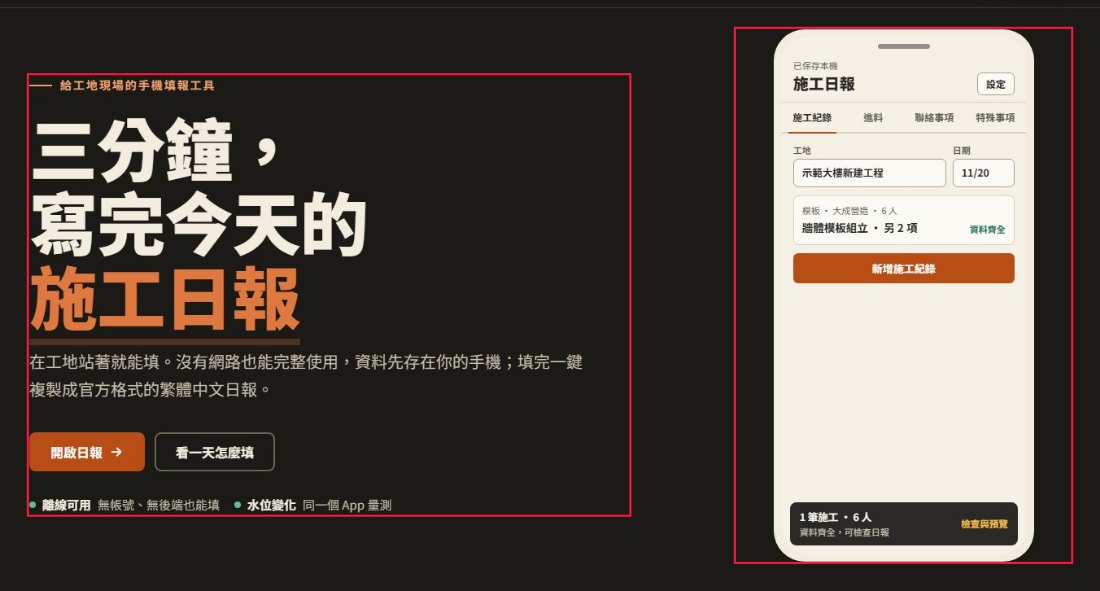 給工地現場的手機填報工具
三分鐘，
寫完今天的
施工日報
在工地站著就能填。沒有網路也能完整使用，資料先存在你的手機；填完一鍵
複製成官方格式的繁體中文日報。
開啟日報 →
看一天怎麼填
離線可用 無帳號、無後端也能填
水位變化 同一個 App 量測
已保存本機
施工日報
設定
施工紀錄 進料 聯絡事項 特殊事項
工地 日期
示範大樓新建工程 11/20
模板・大成營造・6 人
牆體模板組立・另 2 項
資料齊全
新增施工紀錄
1 筆施工・6 人
資料齊全，可檢查日報
檢查與預覽